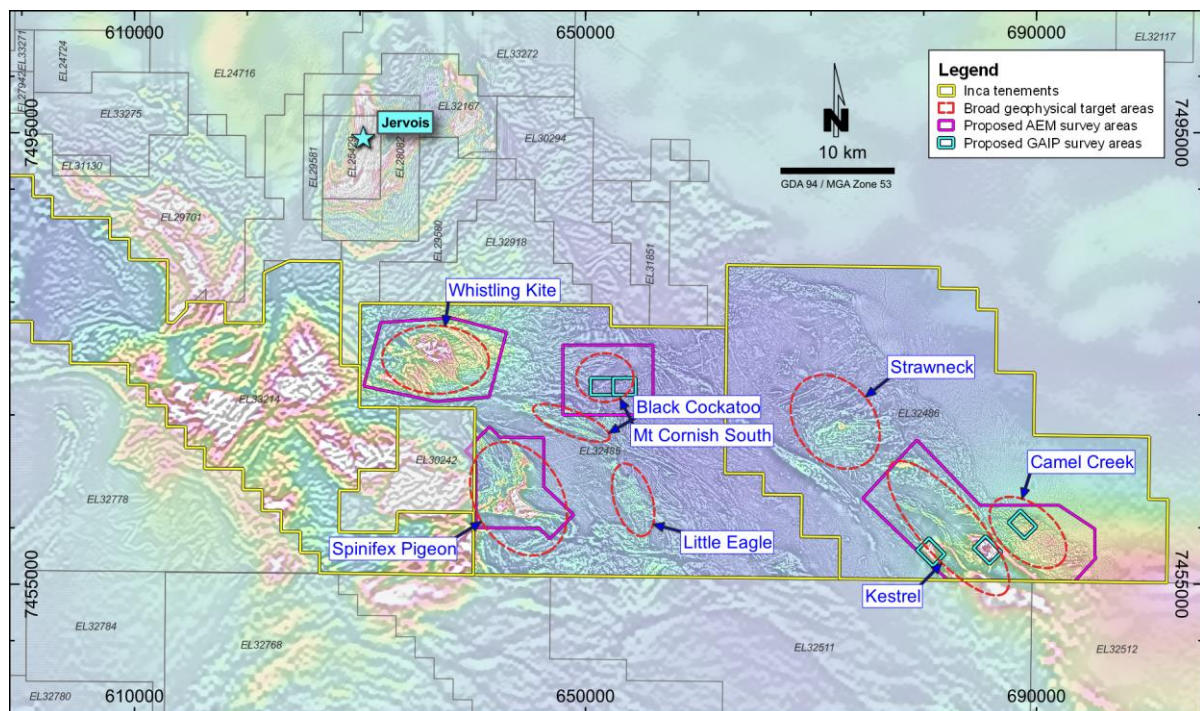 610000
650000
690000
EL33271
EL27942
EL24724
EL24716
EL33272
EL32117
EL33275
EL32167
Legend
Inca tenements
Broad geophysical target areas
Proposed AEM survey areas
Proposed GAIP survey areas
Jervois
N
10 km
GDA 94 / MGA Zone 53
7495000
7495000
EL29581
EL28082
EL30294
EL31130
EL29701
EL29580
EL32918
EL31851
Whistling Kite
Strawneck
Black Cockatoo
Mt Cornish South
EL33214
EL32486
EL32485
EL30242
Camel Creek
EL32778
Spinifex Pigeon
Little Eagle
Kestrel
7455000
7455000
EL32784
EL32768
EL32511
EL32512
EL32780
610000
650000
690000